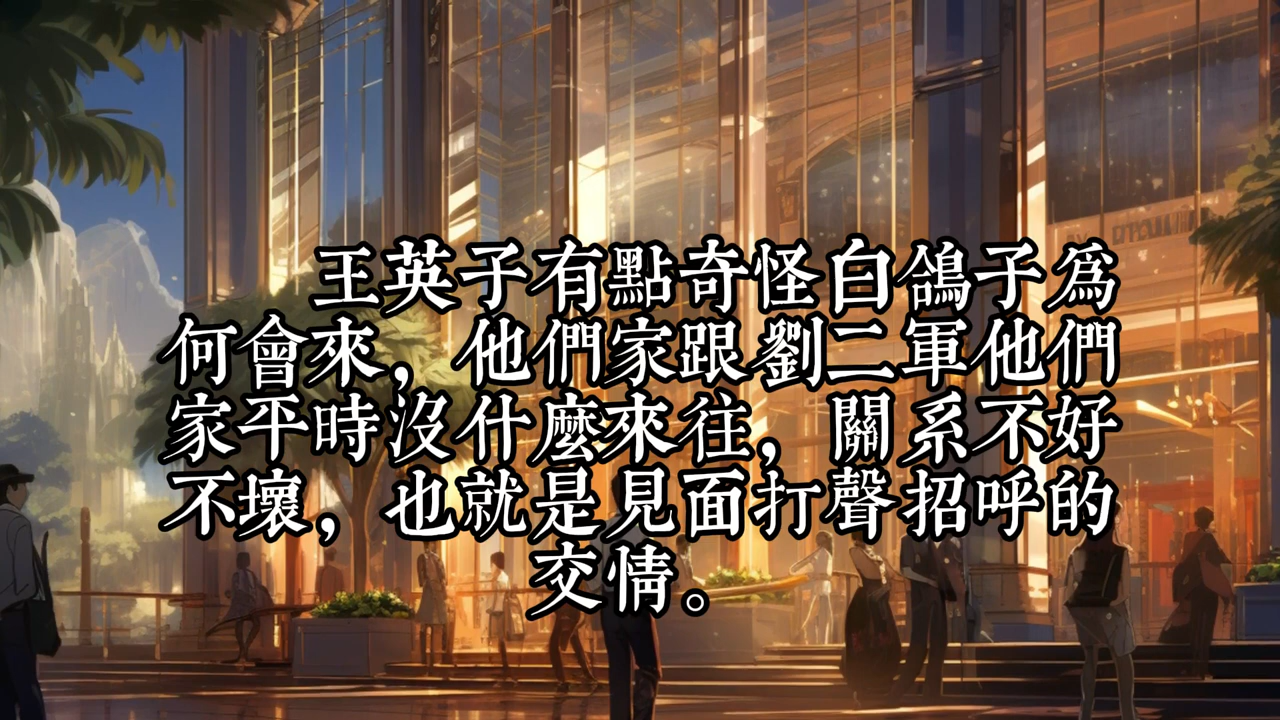 王英子有點奇怪白鴿子爲
何會來，他們家跟劉二軍他們
家平時沒什麼來往，關系不好
不壞，也就是見面打聲招呼的
交情。